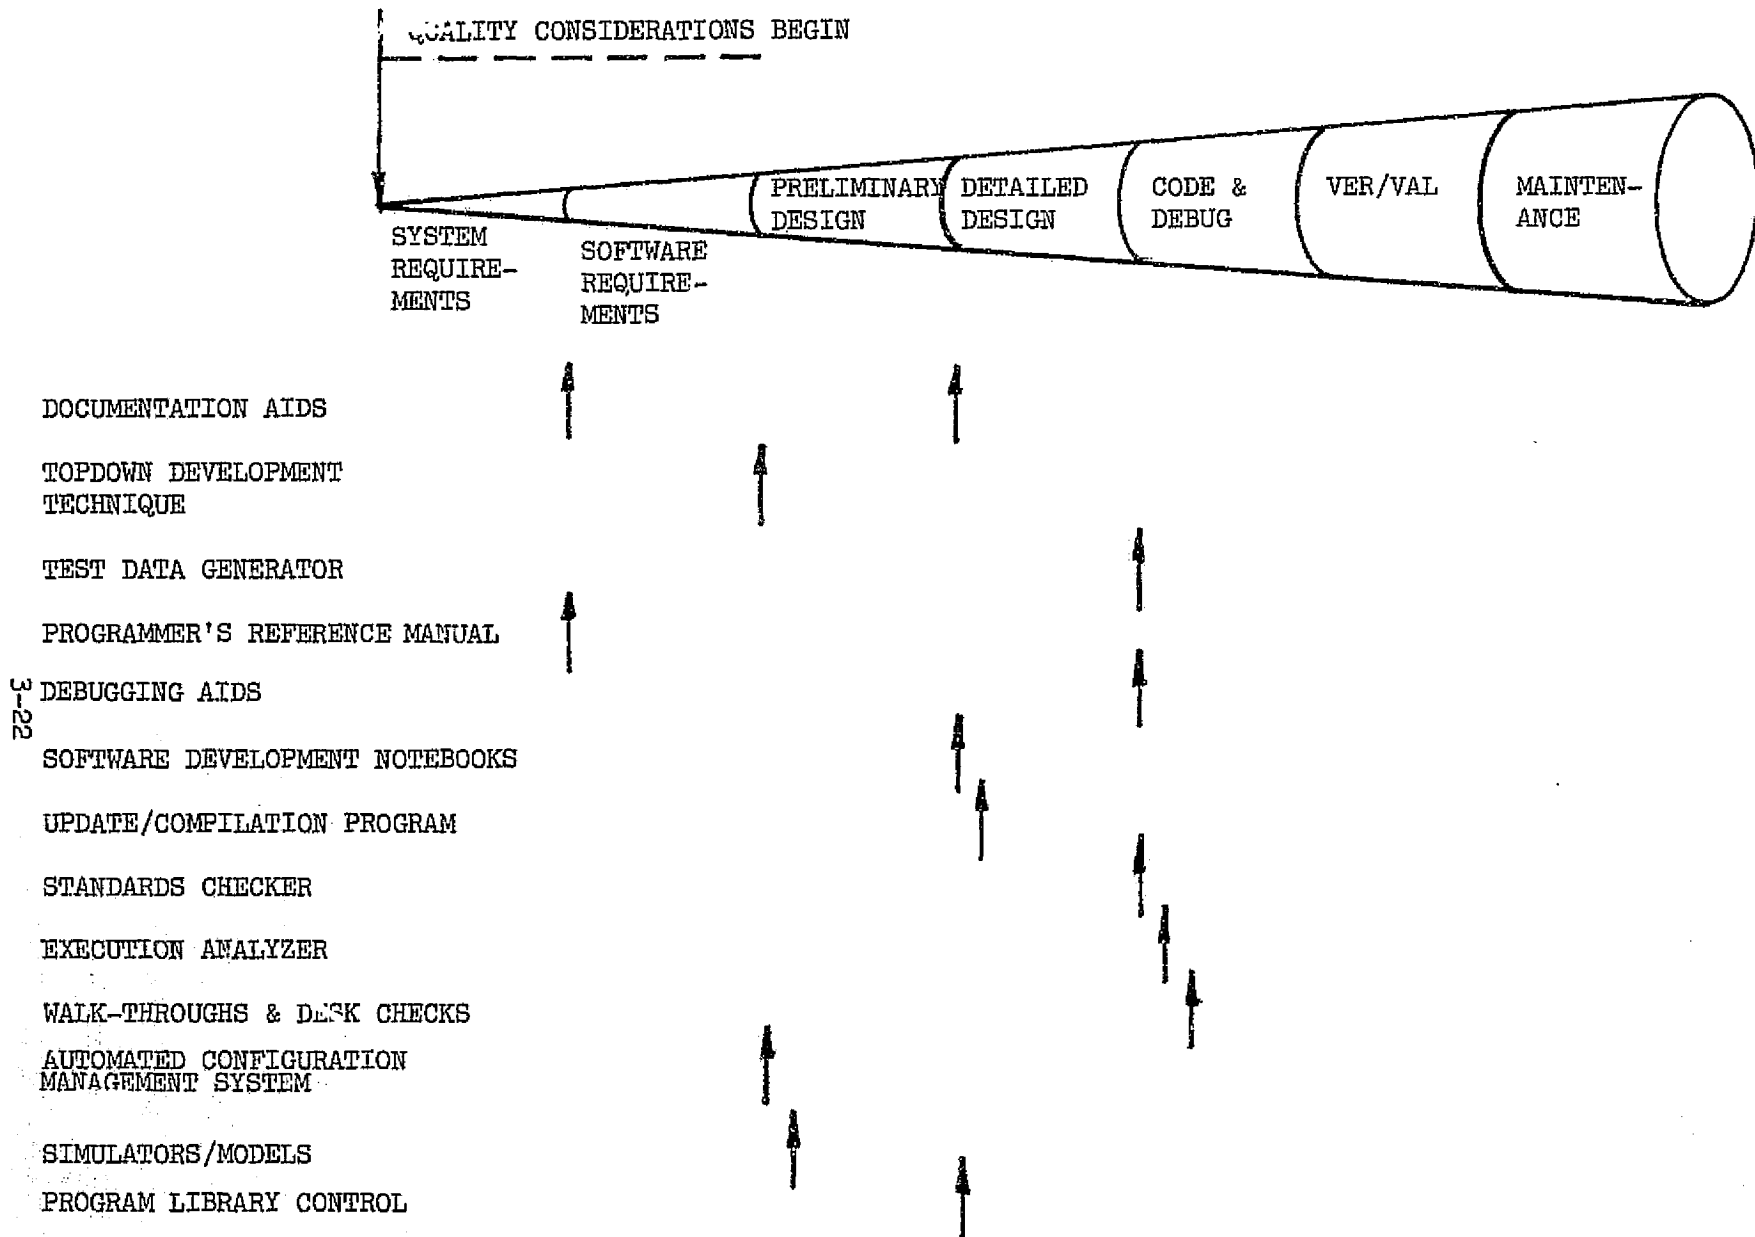 QUALITY CONSIDERATIONS BEGIN
PRELIMINARY
DESIGN
DETAILED
DESIGN
CODE &
DEBUG
VER/VAL
MAINTEN-
ANCE
SYSTEM
REQUIRE-
MENTS
SOFTWARE
REQUIRE-
MENTS
DOCUMENTATION AIDS
TOPDOWN DEVELOPMENT
TECHNIQUE
TEST DATA GENERATOR
PROGRAMMER'S REFERENCE MANUAL
DEBUGGING AIDS
3-22
SOFTWARE DEVELOPMENT NOTEBOOKS
UPDATE/COMPILATION PROGRAM
STANDARDS CHECKER
EXECUTION ANALYZER
WALK-THROUGHS & DESK CHECKS
AUTOMATED CONFIGURATION
MANAGEMENT SYSTEM
SIMULATORS/MODELS
PROGRAM LIBRARY CONTROL